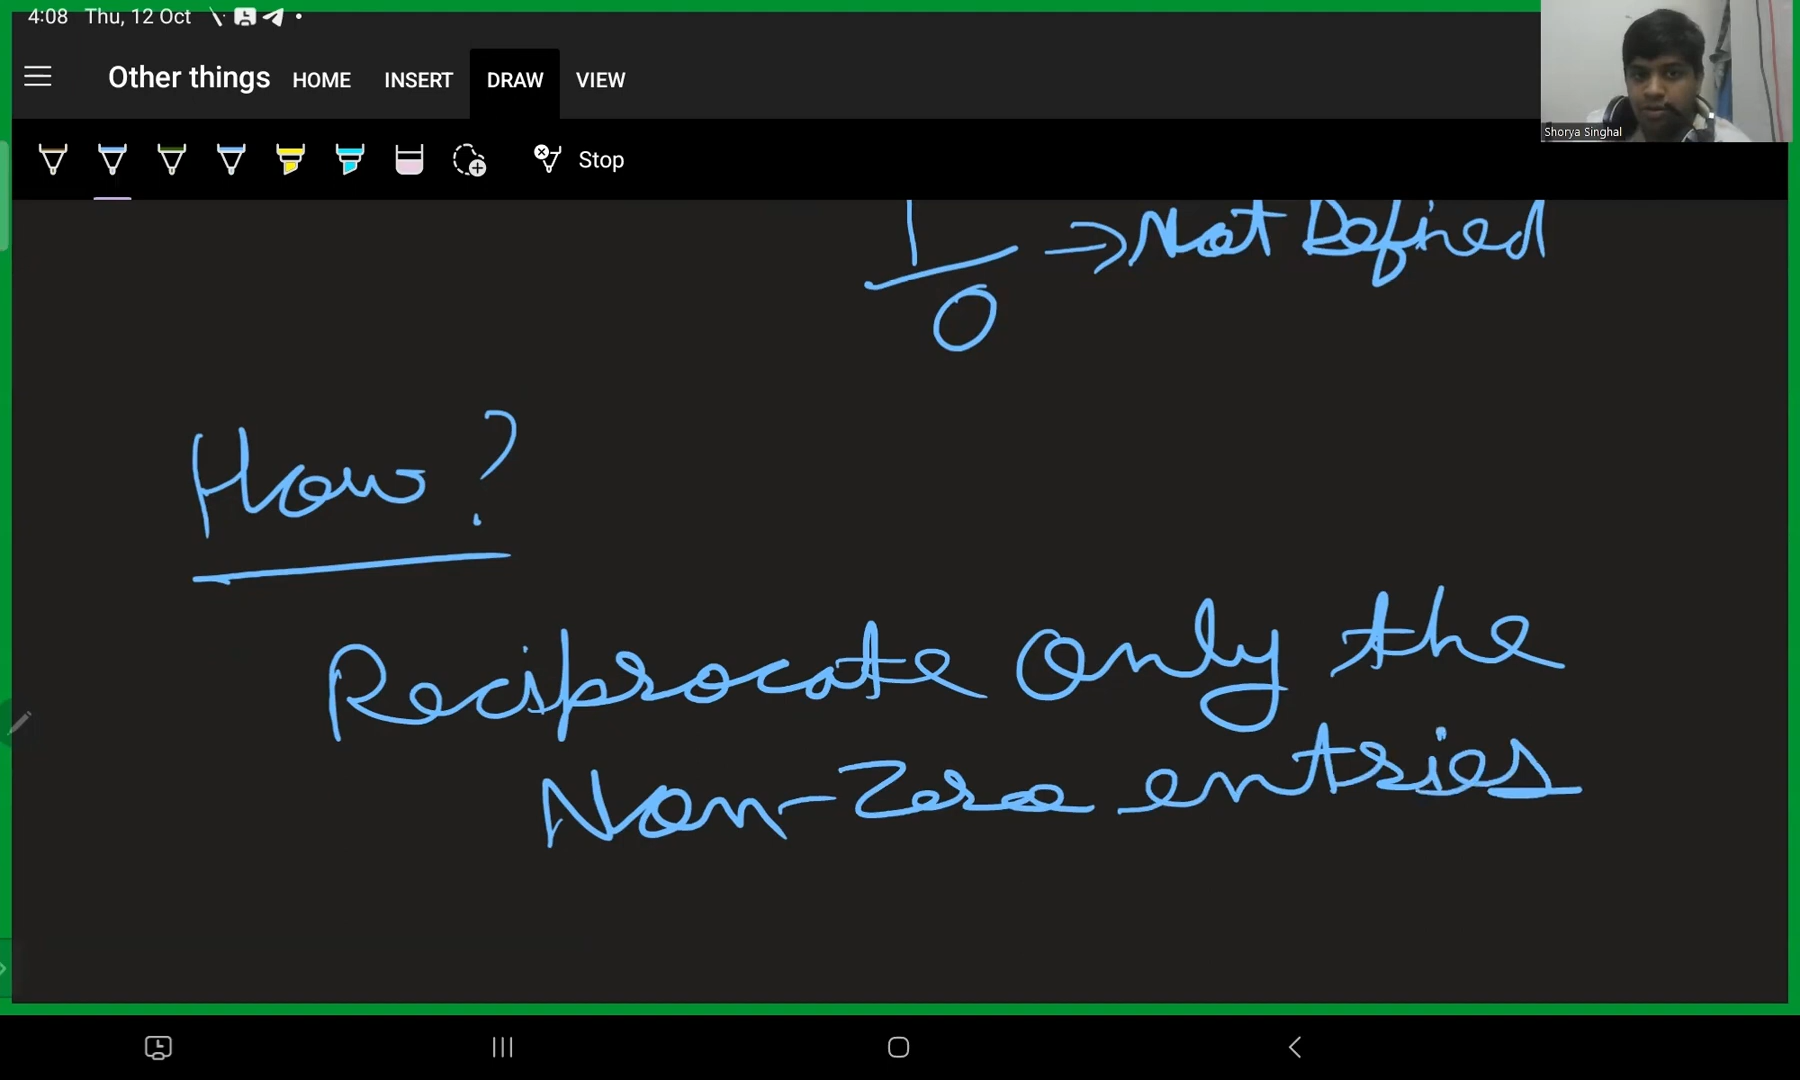 4:08 Thu, 12 Oct
Other things HOME INSERT DRAW VIEW
Shorya Singhal
Stop
1
0
→ Not Defined
How?
Reciprocate only the
Non-Zero entries